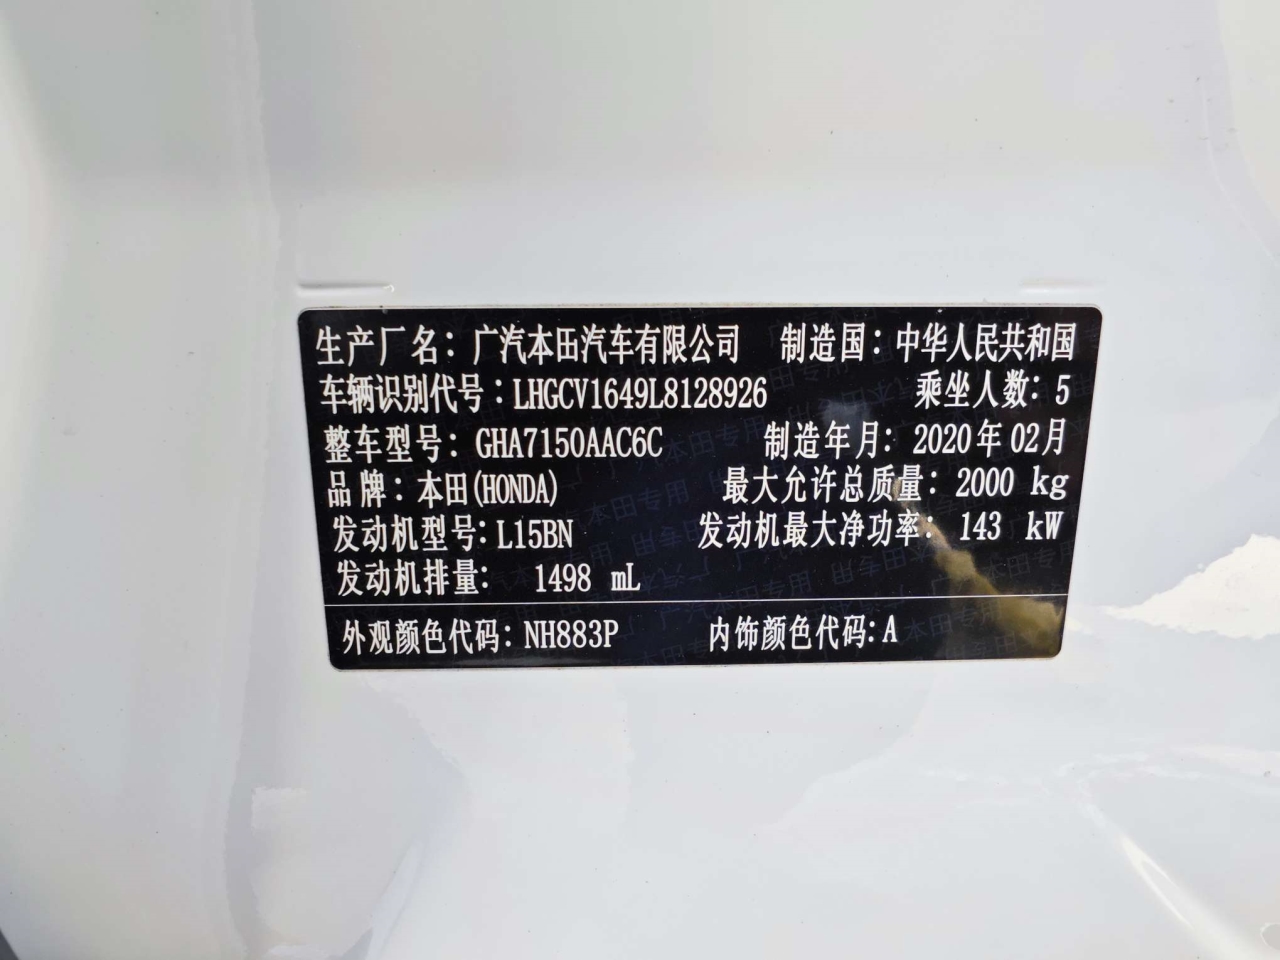 生产厂名：广汽本田汽车有限公司 制造国：中华人民共和国
车辆识别代号：LHGCV1649L8128926 乘坐人数：5
整车型号：GHA7150AAC6C 制造年月：2020年02月
品牌：本田(HONDA) 最大允许总质量：2000 kg
发动机型号：L15BN 发动机最大净功率：143 kW
发动机排量： 1498 mL
外观颜色代码：NH883P 内饰颜色代码：A